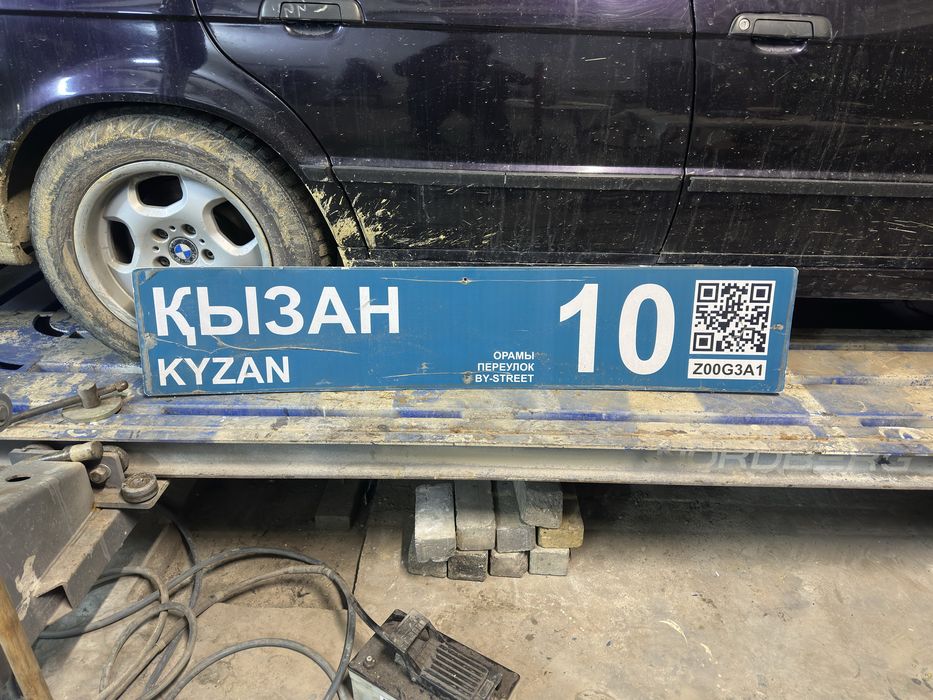 ҚЫЗАН
KYZAN
ОРАМЫ
ПЕРЕУЛОК
BY-STREET
10
Z00G3A1